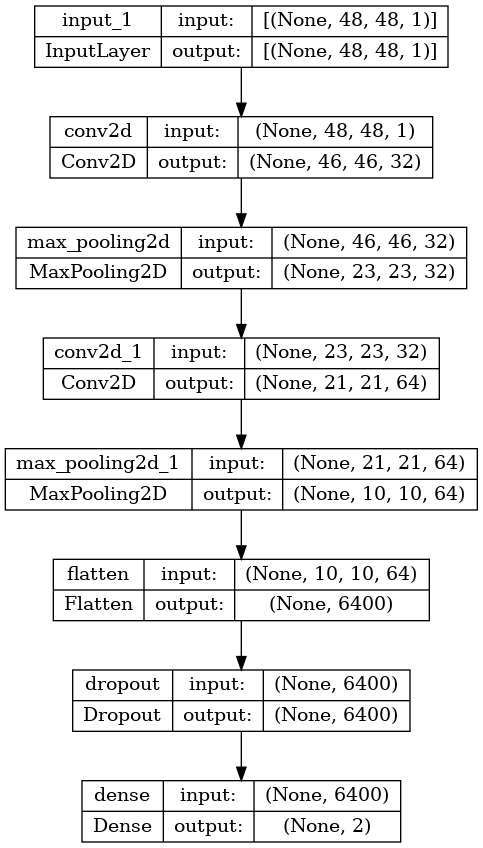 input_1 input: [(None, 48, 48, 1)]
InputLayer output: [(None, 48, 48, 1)]
conv2d input: (None, 48, 48, 1)
Conv2D output: (None, 46, 46, 32)
max_pooling2d input: (None, 46, 46, 32)
MaxPooling2D output: (None, 23, 23, 32)
conv2d_1 input: (None, 23, 23, 32)
Conv2D output: (None, 21, 21, 64)
max_pooling2d_1 input: (None, 21, 21, 64)
MaxPooling2D output: (None, 10, 10, 64)
flatten input: (None, 10, 10, 64)
Flatten output: (None, 6400)
dropout input: (None, 6400)
Dropout output: (None, 6400)
dense input: (None, 6400)
Dense output: (None, 2)